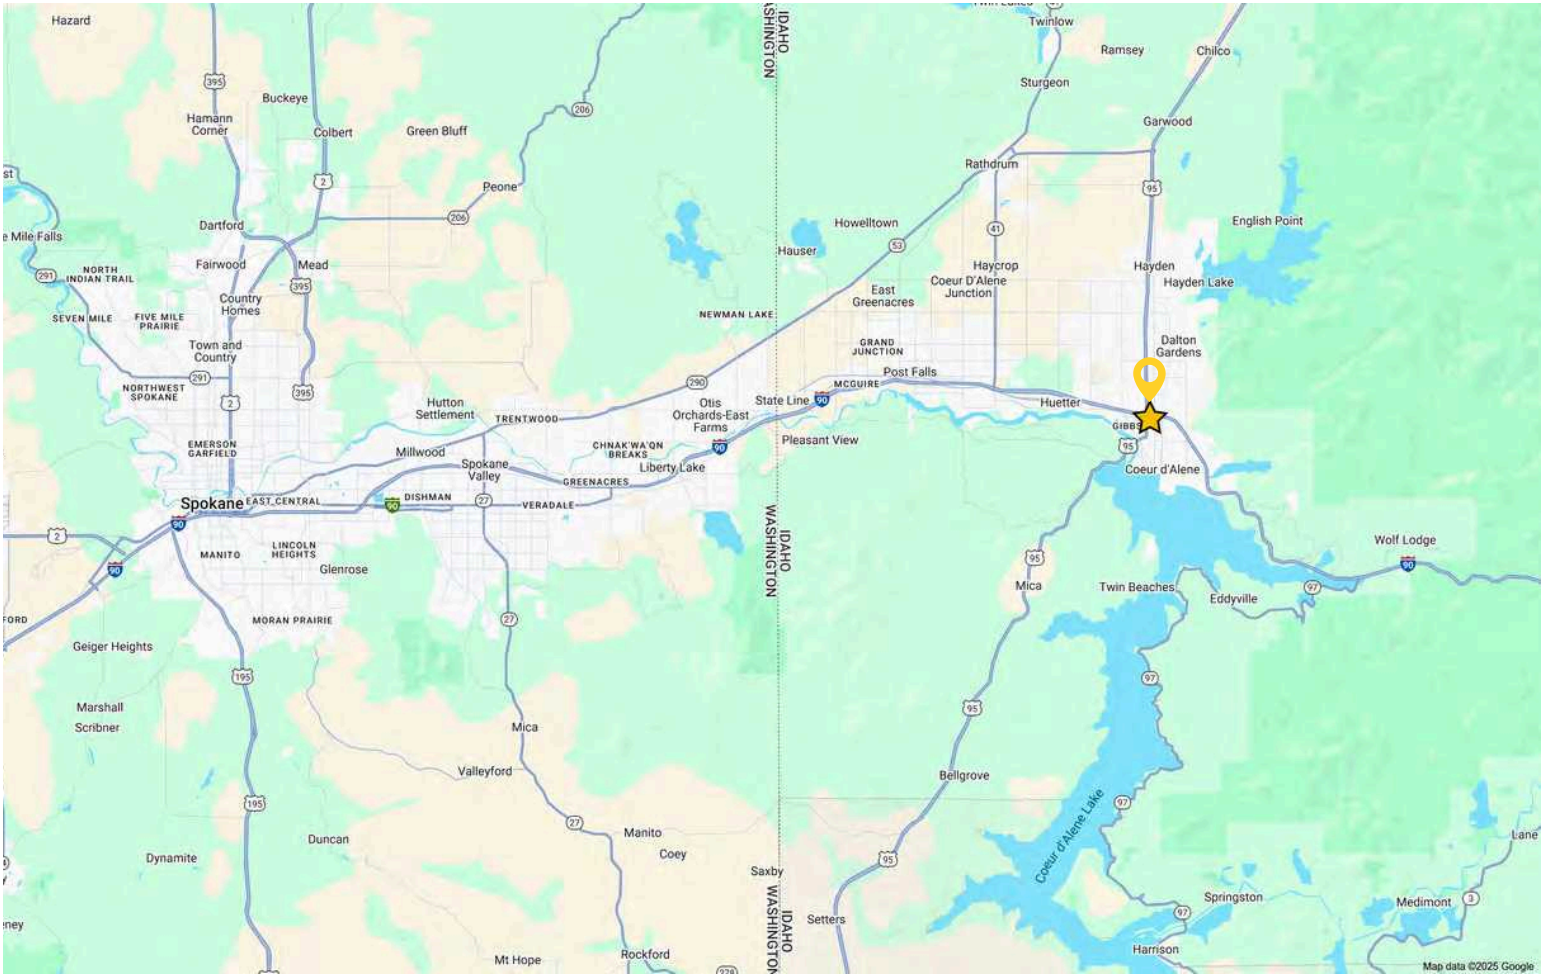 Hazard
Twinlow
Ramsey
Chilco
IDAHO
WASHINGTON
395
Sturgeon
Buckeye
206
Hamann
Corner
Colbert
Green Bluff
Garwood
Rathdrum
2
Peone
95
206
Howelltown
English Point
Dartford
41
e Mile Falls
53
Hauser
Fairwood
Mead
Haycrop
Hayden
291
NORTH
INDIAN TRAIL
395
Coeur D'Alene
Junction
Hayden Lake
East
Greenacres
Country
Homes
SEVEN MILE
FIVE MILE
PRAIRIE
NEWMAN LAKE
Town and
Country
GRAND
JUNCTION
Dalton
Gardens
291
Post Falls
290
MCGUIRE
NORTHWEST
SPOKANE
395
2
Hutton
Settlement
Otis
Orchards-East
Farms
State Line
90
Huetter
TRENTWOOD
GIBBS
EMERSON
GARFIELD
Millwood
CHNAK'WA'QN
BREAKS
90
Pleasant View
95
Spokane
Valley
Liberty Lake
Coeur d'Alene
GREENACRES
Spokane
EAST CENTRAL
90
DISHMAN
27
VERADALE
90
2
IDAHO
WASHINGTON
MANITO
LINCOLN
HEIGHTS
Wolf Lodge
90
Glenrose
95
90
Mica
Twin Beaches
97
Eddyville
FORD
MORAN PRAIRIE
27
Geiger Heights
195
97
Marshall
95
Scribner
Mica
Valleyford
Bellgrove
195
97
27
Coeur d'Alene Lake
Duncan
Manito
Lane
Dynamite
Coey
95
Saxby
Springston
Medimont
3
97
IDAHO
WASHINGTON
Setters
Harrison
Rockford
Mt Hope
278
Map data ©2025 Google